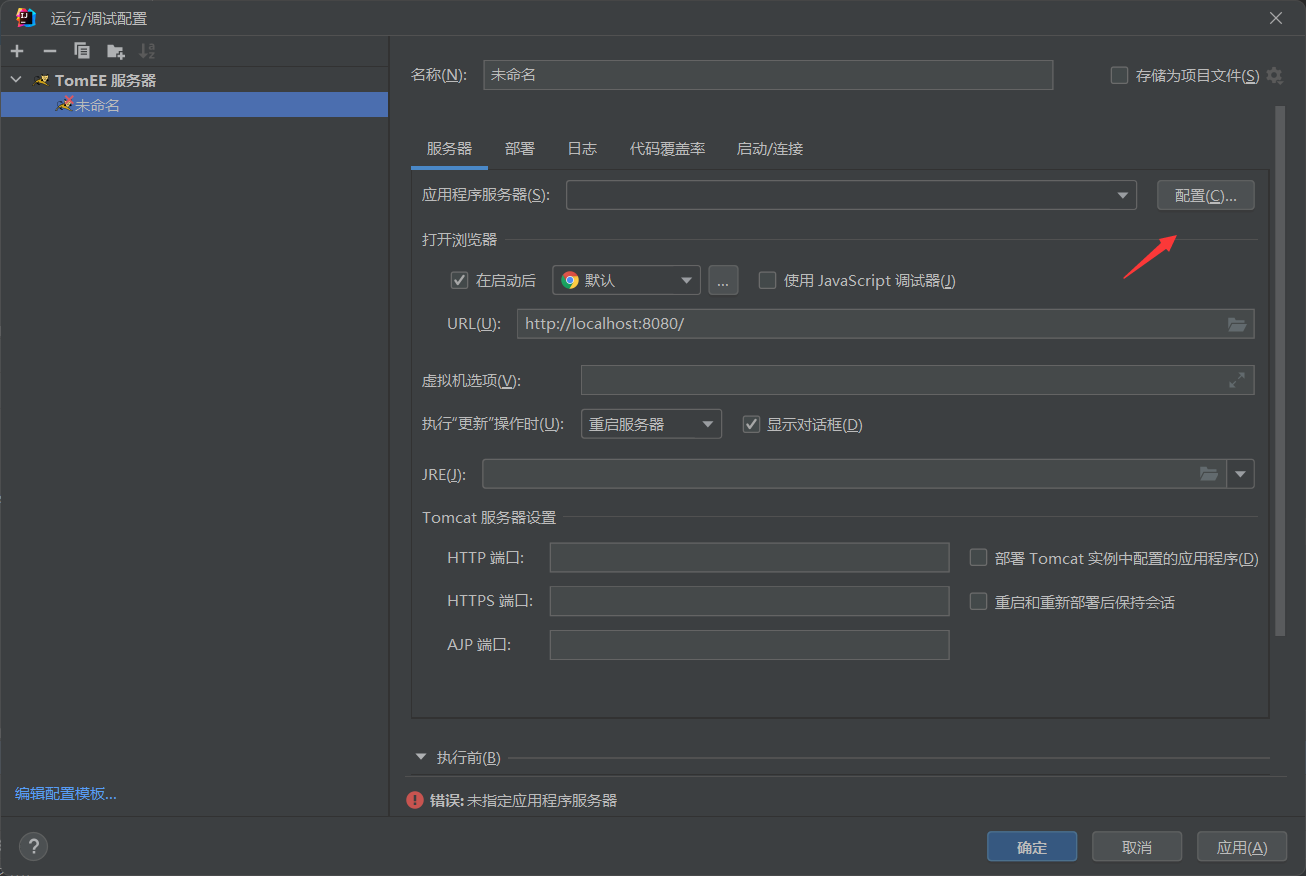 运行/调试配置
TomEE 服务器
未命名
编辑配置模板...
名称(N): 未命名 存储为项目文件(S)
服务器 部署 日志 代码覆盖率 启动/连接
应用程序服务器(S): 配置(C)...
打开浏览器
在启动后 默认 ... 使用 JavaScript 调试器(J)
URL(U): http://localhost:8080/
虚拟机选项(V):
执行“更新”操作时(U): 重启服务器 显示对话框(D)
JRE(J):
Tomcat 服务器设置
HTTP 端口: 部署 Tomcat 实例中配置的应用程序(D)
HTTPS 端口: 重启和重新部署后保持会话
AJP 端口:
执行前(B)
错误: 未指定应用程序服务器
? 确定 取消 应用(A)